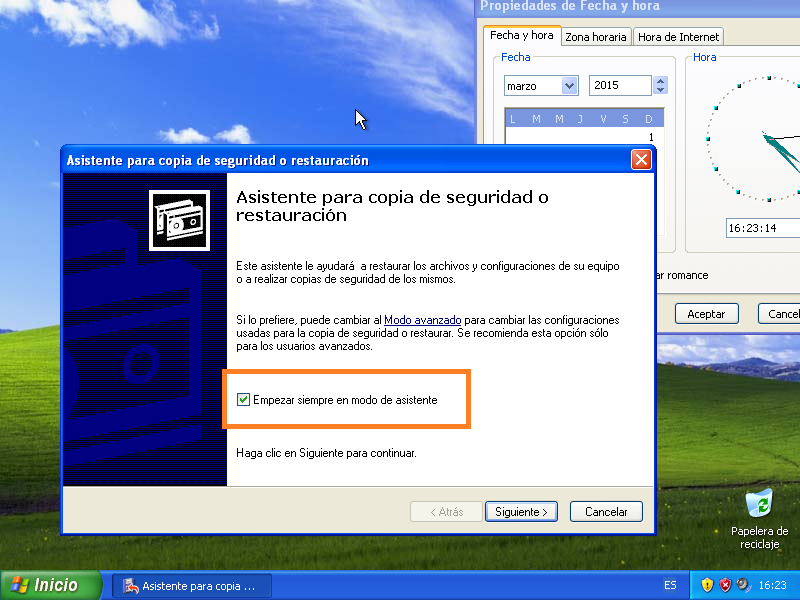 Propiedades de Fecha y hora
Fecha y hora
Zona horaria
Hora de Internet
Fecha
marzo
2015
L M M J V S D
1
Hora
16:23:14
ar romance
Aceptar
Cancel
Asistente para copia de seguridad o restauración
Asistente para copia de seguridad o
restauración
Este asistente le ayudará a restaurar los archivos y configuraciones de su equipo
o a realizar copias de seguridad de los mismos.
Si lo prefiere, puede cambiar al Modo avanzado para cambiar las configuraciones
usadas para la copia de seguridad o restaurar. Se recomienda esta opción sólo
para los usuarios avanzados.
Empezar siempre en modo de asistente
Haga clic en Siguiente para continuar.
< Atrás
Siguiente >
Cancelar
Papelera de
reciclaje
Inicio
Asistente para copia ...
ES
16:23